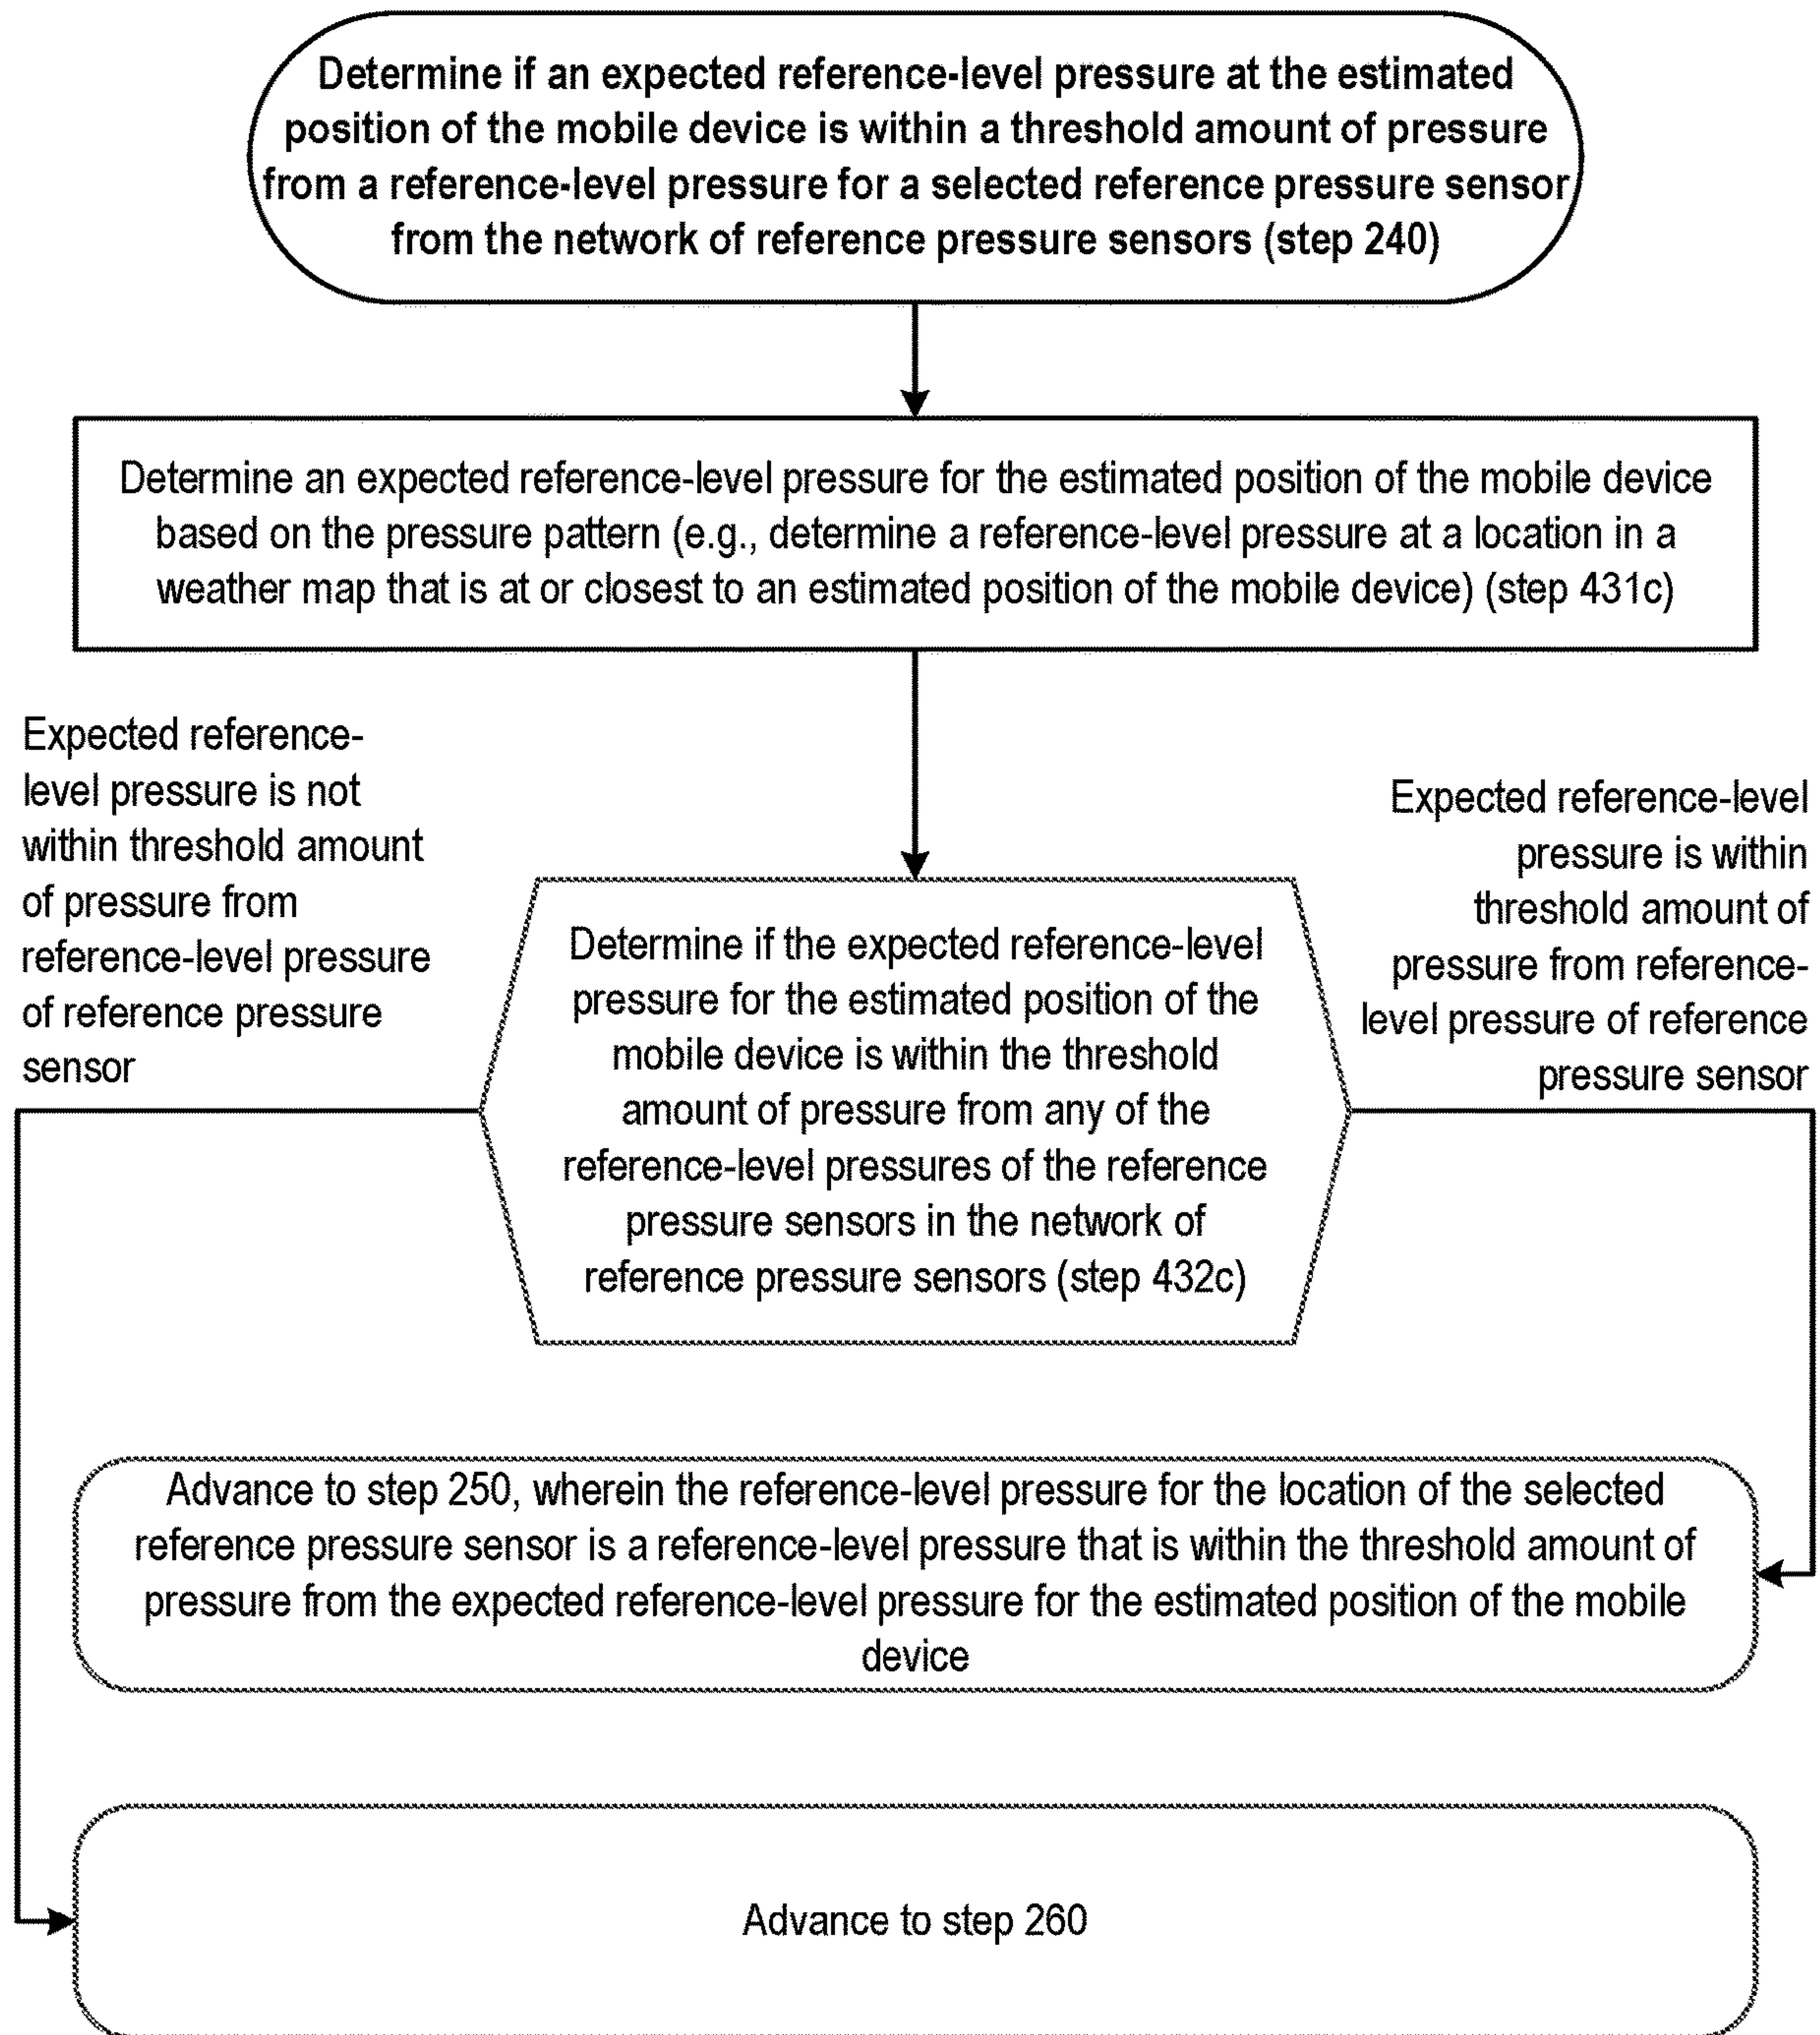 Determine if an expected reference-level pressure at the estimated
position of the mobile device is within a threshold amount of pressure
from a reference-level pressure for a selected reference pressure sensor
from the network of reference pressure sensors (step 240)
Determine an expected reference-level pressure for the estimated position of the mobile device
based on the pressure pattern (e.g., determine a reference-level pressure at a location in a
weather map that is at or closest to an estimated position of the mobile device) (step 431c)
Expected reference-
level pressure is not
within threshold amount
of pressure from
reference-level pressure
of reference pressure
sensor
Expected reference-level
pressure is within
threshold amount of
pressure from reference-
level pressure of reference
pressure sensor
Determine if the expected reference-level
pressure for the estimated position of the
mobile device is within the threshold
amount of pressure from any of the
reference-level pressures of the reference
pressure sensors in the network of
reference pressure sensors (step 432c)
Advance to step 250, wherein the reference-level pressure for the location of the selected
reference pressure sensor is a reference-level pressure that is within the threshold amount of
pressure from the expected reference-level pressure for the estimated position of the mobile
device
Advance to step 260